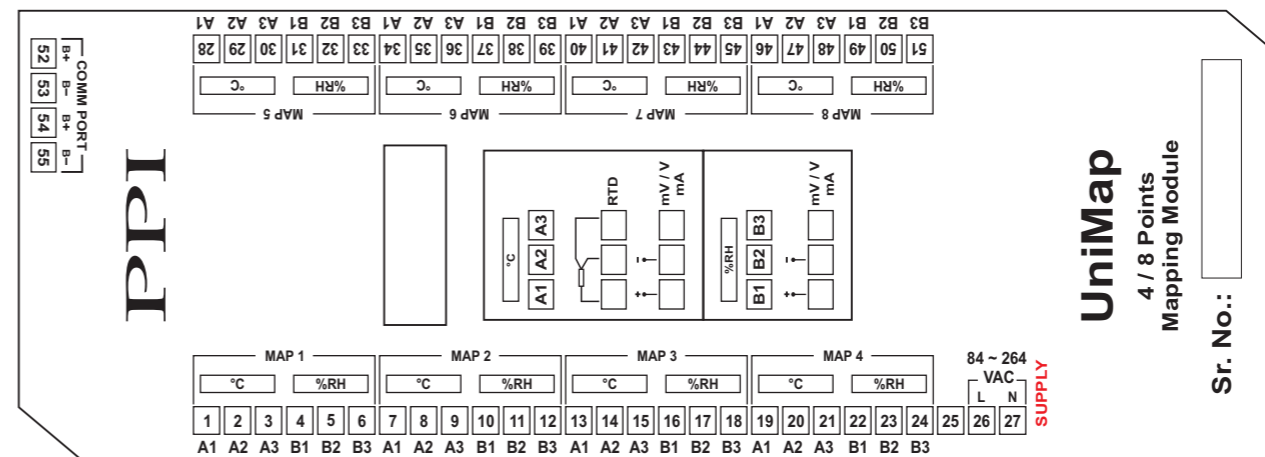 A1 A2 A3 B1 B2 B3 A1 A2 A3 B1 B2 B3 A1 A2 A3 B1 B2 B3 A1 A2 A3 B1 B2 B3
28 29 30 31 32 33 34 35 36 37 38 39 40 41 42 43 44 45 46 47 48 49 50 51
°C %RH °C %RH °C %RH °C %RH
MAP 5 MAP 6 MAP 7 MAP 8
COMM PORT
B+ B- B+ B-
52 53 54 55
PPI
°C
A1 A2 A3
RTD
+ -
mV / V
mA
%RH
B1 B2 B3
+ -
mV / V
mA
UniMap
4 / 8 Points
Mapping Module
Sr. No.:
MAP 1 MAP 2 MAP 3 MAP 4
°C %RH °C %RH °C %RH °C %RH
84 ~ 264
VAC
L N
SUPPLY
1 2 3 4 5 6 7 8 9 10 11 12 13 14 15 16 17 18 19 20 21 22 23 24 25 26 27
A1 A2 A3 B1 B2 B3 A1 A2 A3 B1 B2 B3 A1 A2 A3 B1 B2 B3 A1 A2 A3 B1 B2 B3